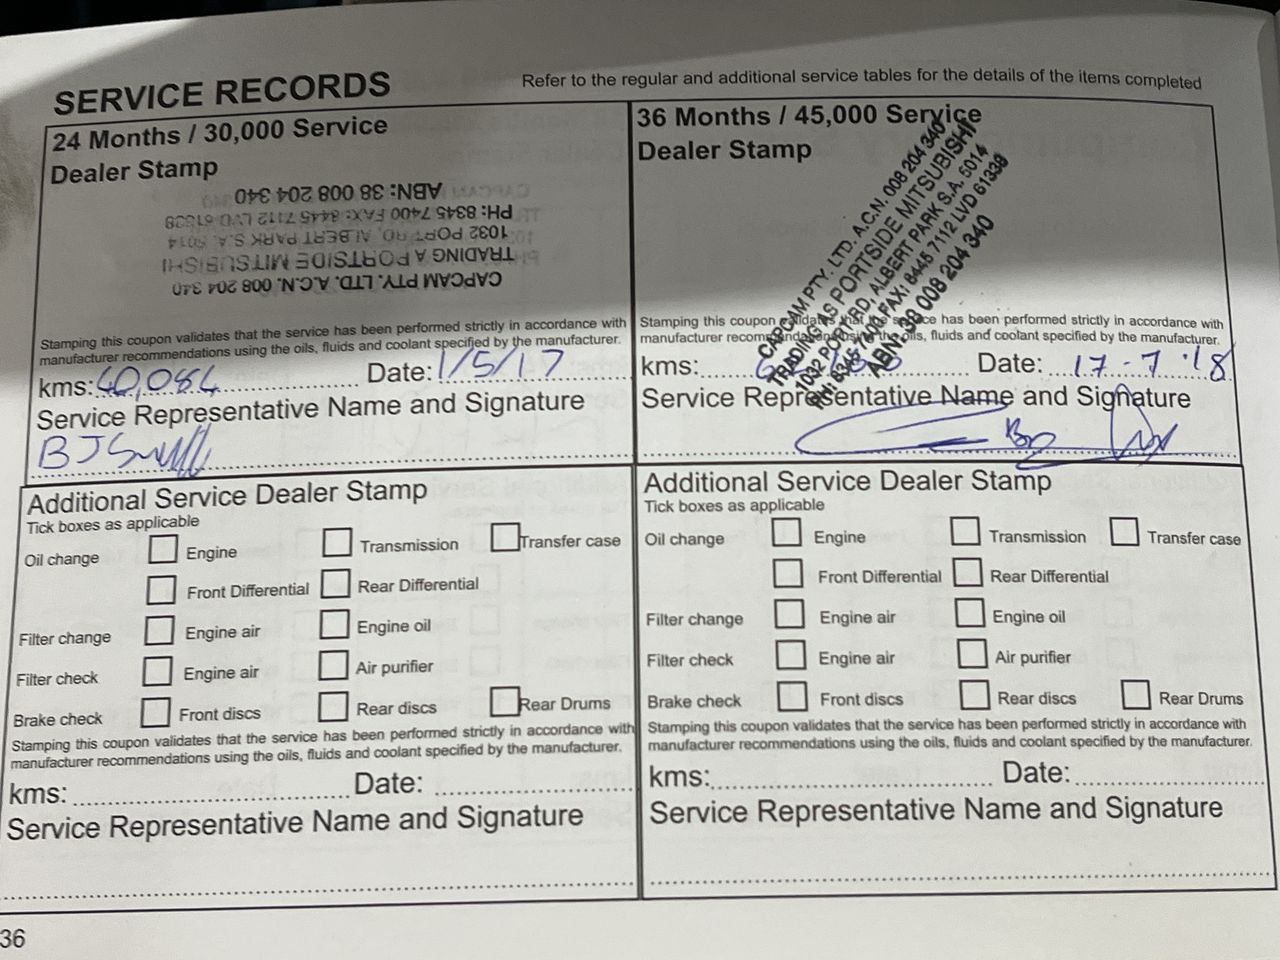 SERVICE RECORDS
Refer to the regular and additional service tables for the details of the items completed
24 Months / 30,000 Service
Dealer Stamp
CAPCAM PTY. LTD. A.C.N. 008 204 340
TRADING A PORTSIDE MITSUBISHI
1032 PORT RD, ALBERT PARK S.A. 5014
PH: 8345 7400 FAX: 8445 7112 LVD 61338
ABN: 38 008 204 340
Stamping this coupon validates that the service has been performed strictly in accordance with
manufacturer recommendations using the oils, fluids and coolant specified by the manufacturer.
kms: 40,084 Date: 1/5/17
Service Representative Name and Signature
BJ
36 Months / 45,000 Service
Dealer Stamp
CAPCAM PTY. LTD. A.C.N. 008 204 340
TRADING AS PORTSIDE MITSUBISHI
1032 PORT RD, ALBERT PARK S.A. 5014
PH: 8345 7400 FAX: 8445 7112 LVD 61338
ABN: 38 008 204 340
Stamping this coupon validates that the service has been performed strictly in accordance with
manufacturer recommendations using the oils, fluids and coolant specified by the manufacturer.
kms: Date: 17-7-18
Service Representative Name and Signature
Additional Service Dealer Stamp
Tick boxes as applicable
Oil change Engine Transmission Transfer case
Front Differential Rear Differential
Filter change Engine air Engine oil
Filter check Engine air Air purifier
Brake check Front discs Rear discs Rear Drums
Stamping this coupon validates that the service has been performed strictly in accordance with
manufacturer recommendations using the oils, fluids and coolant specified by the manufacturer.
kms: Date:
Service Representative Name and Signature
Additional Service Dealer Stamp
Tick boxes as applicable
Oil change Engine Transmission Transfer case
Front Differential Rear Differential
Filter change Engine air Engine oil
Filter check Engine air Air purifier
Brake check Front discs Rear discs Rear Drums
Stamping this coupon validates that the service has been performed strictly in accordance with
manufacturer recommendations using the oils, fluids and coolant specified by the manufacturer.
kms: Date:
Service Representative Name and Signature
36